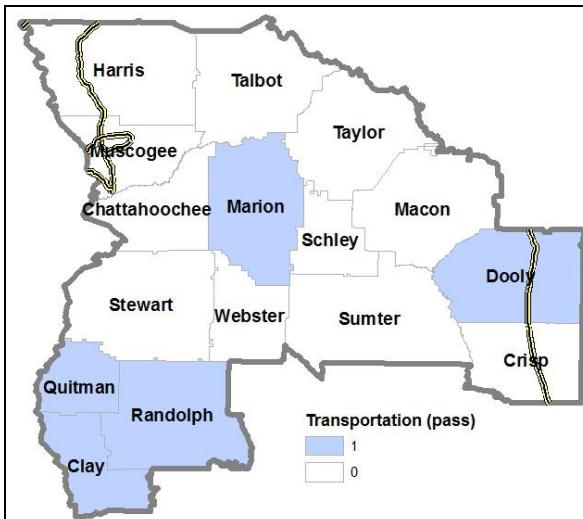 Harris
Talbot
Taylor
Muscogee
Chattahoochee
Marion
Macon
Schley
Dooly
Stewart
Webster
Sumter
Crisp
Quitman
Randolph
Clay
Transportation (pass)
1
0